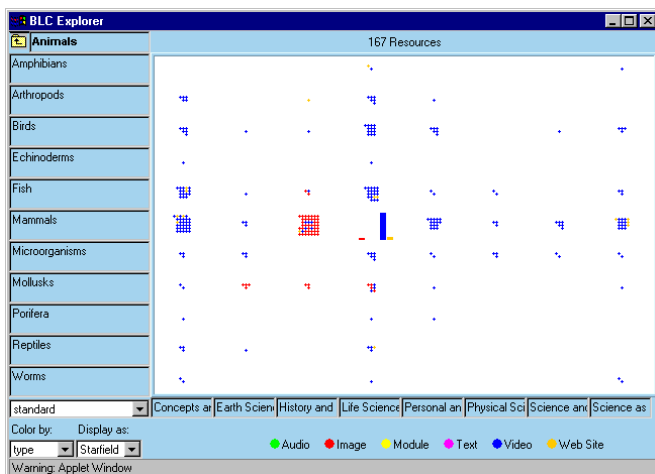 BLC Explorer
Animals
167 Resources
Amphibians
Arthropods
Birds
Echinoderms
Fish
Mammals
Microorganisms
Mollusks
Porifera
Reptiles
Worms
standard
Concepts ar Earth Scien History and Life Science Personal an Physical Sci Science and Science as
Color by: Display as:
type Starfield
Audio Image Module Text Video Web Site
Warning: Applet Window